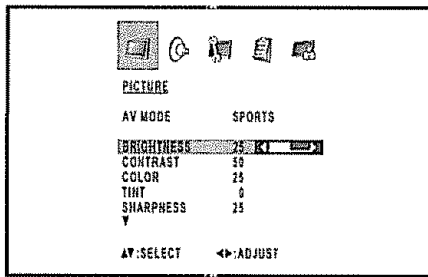 PICTURE
AV MODE SPORTS
BRIGHTNESS 25
CONTRAST 50
COLOR 25
TINT 0
SHARPNESS 25
▼
▲▼:SELECT ◄►:ADJUST